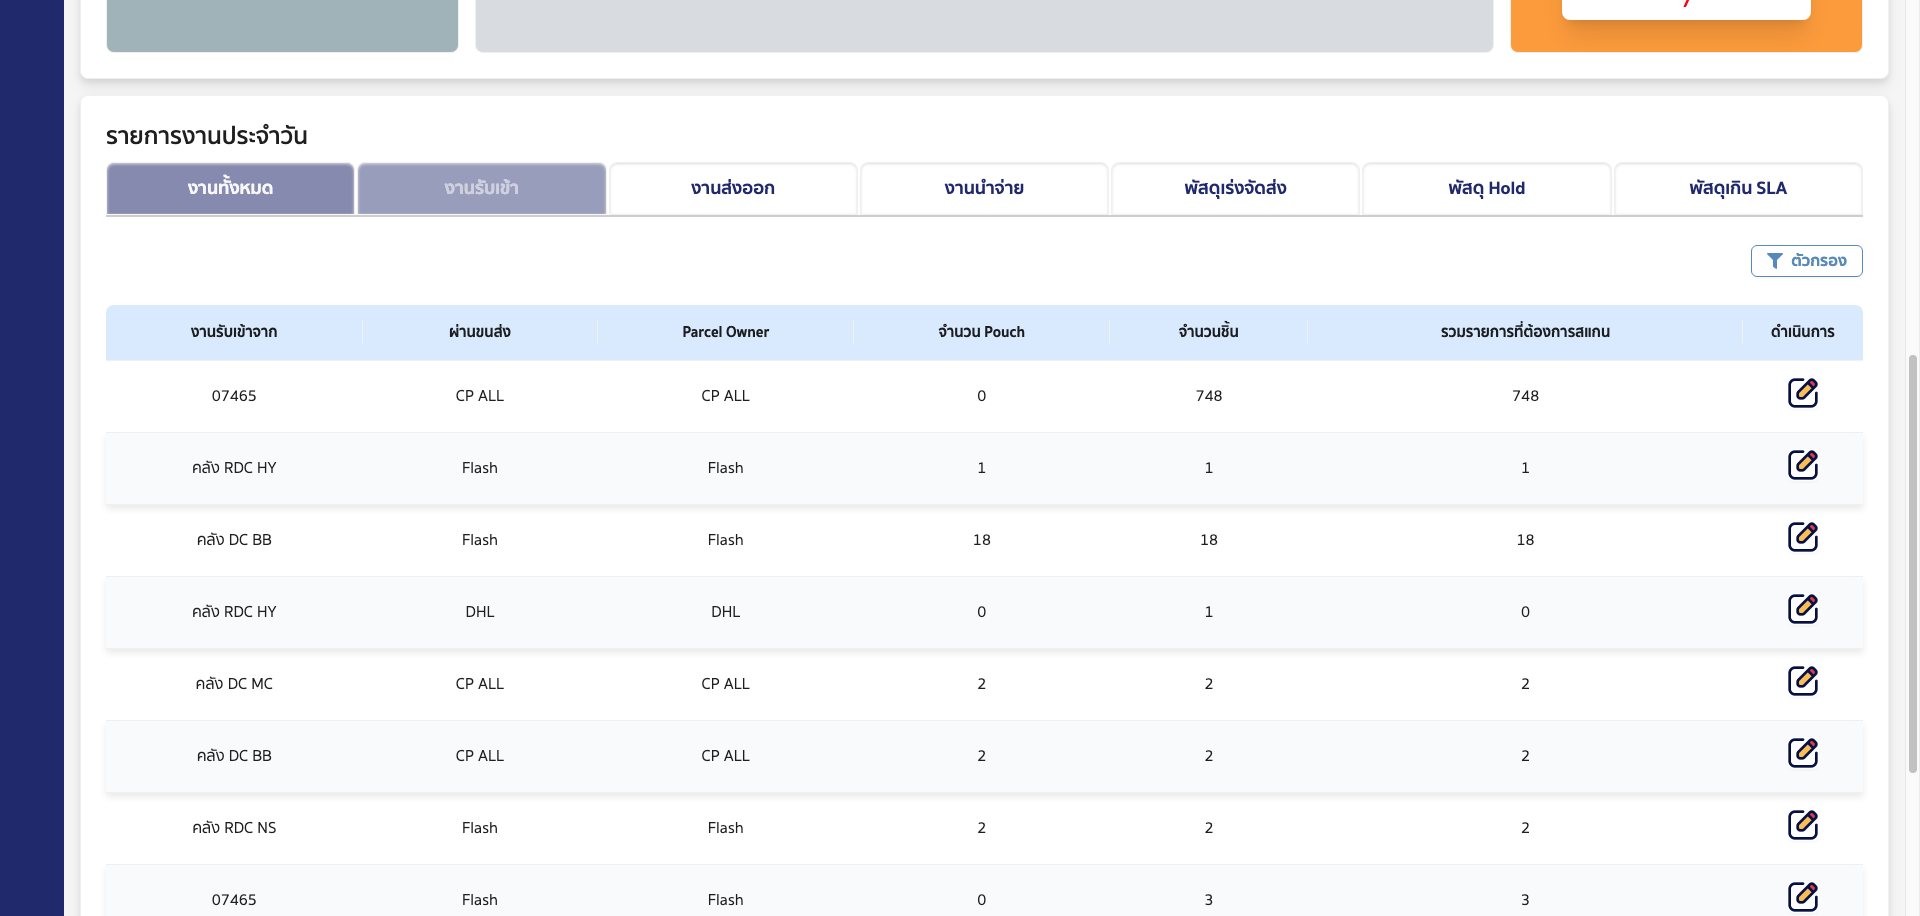 รายการงานประจำวัน
งานทั้งหมด งานรับเข้า งานส่งออก งานนำจ่าย พัสดุเร่งจัดส่ง พัสดุ Hold พัสดุเกิน SLA
ตัวกรอง
งานรับเข้าจาก ผ่านขนส่ง Parcel Owner จำนวน Pouch จำนวนชิ้น รวมรายการที่ต้องการสแกน ดำเนินการ
07465 CP ALL CP ALL 0 748 748
คลัง RDC HY Flash Flash 1 1 1
คลัง DC BB Flash Flash 18 18 18
คลัง RDC HY DHL DHL 0 1 0
คลัง DC MC CP ALL CP ALL 2 2 2
คลัง DC BB CP ALL CP ALL 2 2 2
คลัง RDC NS Flash Flash 2 2 2
07465 Flash Flash 0 3 3